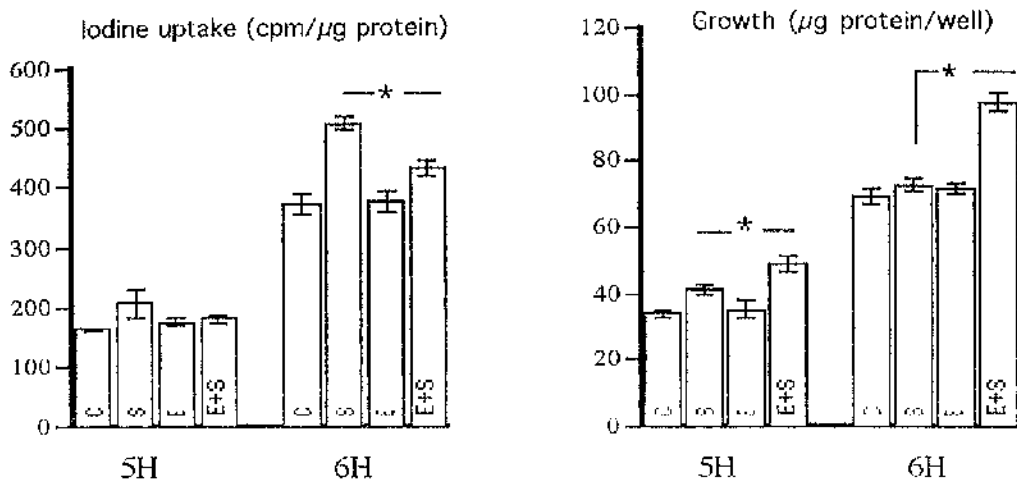 Iodine uptake (cpm/µg protein)
600
500
400
300
200
100
0
*
C S E E+S C S E E+S
5H 6H
Growth (µg protein/well)
120
100
80
60
40
20
0
*
*
C S E E+S C S E E+S
5H 6H